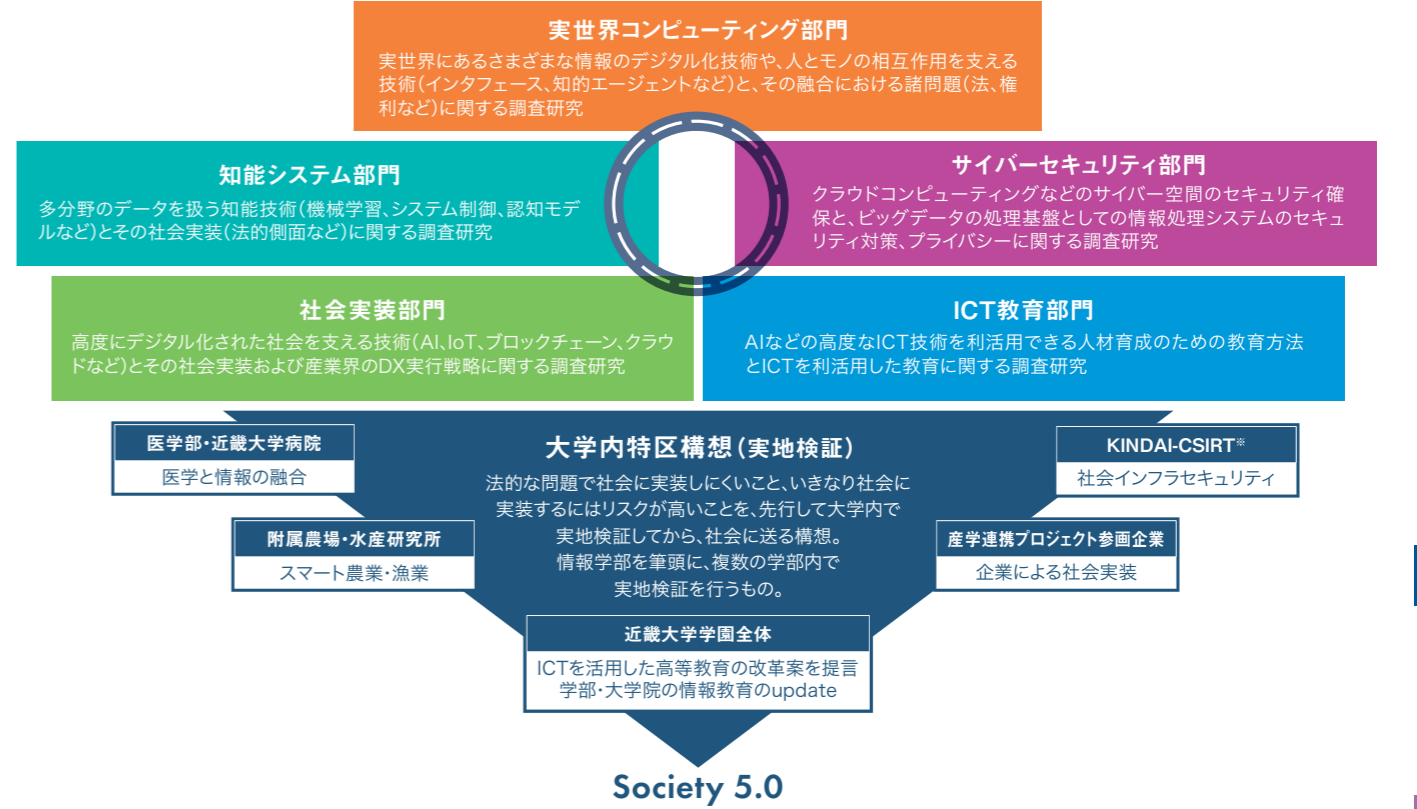 実世界コンピューティング部門
実世界にあるさまざまな情報のデジタル化技術や、人とモノの相互作用を支える
技術(インタフェース、知的エージェントなど)と、その融合における諸問題(法、権
利など)に関する調査研究
知能システム部門
多分野のデータを扱う知能技術(機械学習、システム制御、認知モデ
ルなど)とその社会実装(法的側面など)に関する調査研究
サイバーセキュリティ部門
クラウドコンピューティングなどのサイバー空間のセキュリティ確
保と、ビッグデータの処理基盤としての情報処理システムのセキュ
リティ対策、プライバシーに関する調査研究
社会実装部門
高度にデジタル化された社会を支える技術(AI、IoT、ブロックチェーン、クラウ
ドなど)とその社会実装および産業界のDX実行戦略に関する調査研究
ICT教育部門
AIなどの高度なICT技術を利活用できる人材育成のための教育方法
とICTを利活用した教育に関する調査研究
大学内特区構想(実地検証)
法的な問題で社会に実装しにくいこと、いきなり社会に
実装するにはリスクが高いことを、先行して大学内で
実地検証してから、社会に送る構想。
情報学部を筆頭に、複数の学部内で
実地検証を行うもの。
医学部・近畿大学病院
医学と情報の融合
附属農場・水産研究所
スマート農業・漁業
KINDAI-CSIRT※
社会インフラセキュリティ
産学連携プロジェクト参画企業
企業による社会実装
近畿大学学園全体
ICTを活用した高等教育の改革案を提言
学部・大学院の情報教育のupdate
Society 5.0